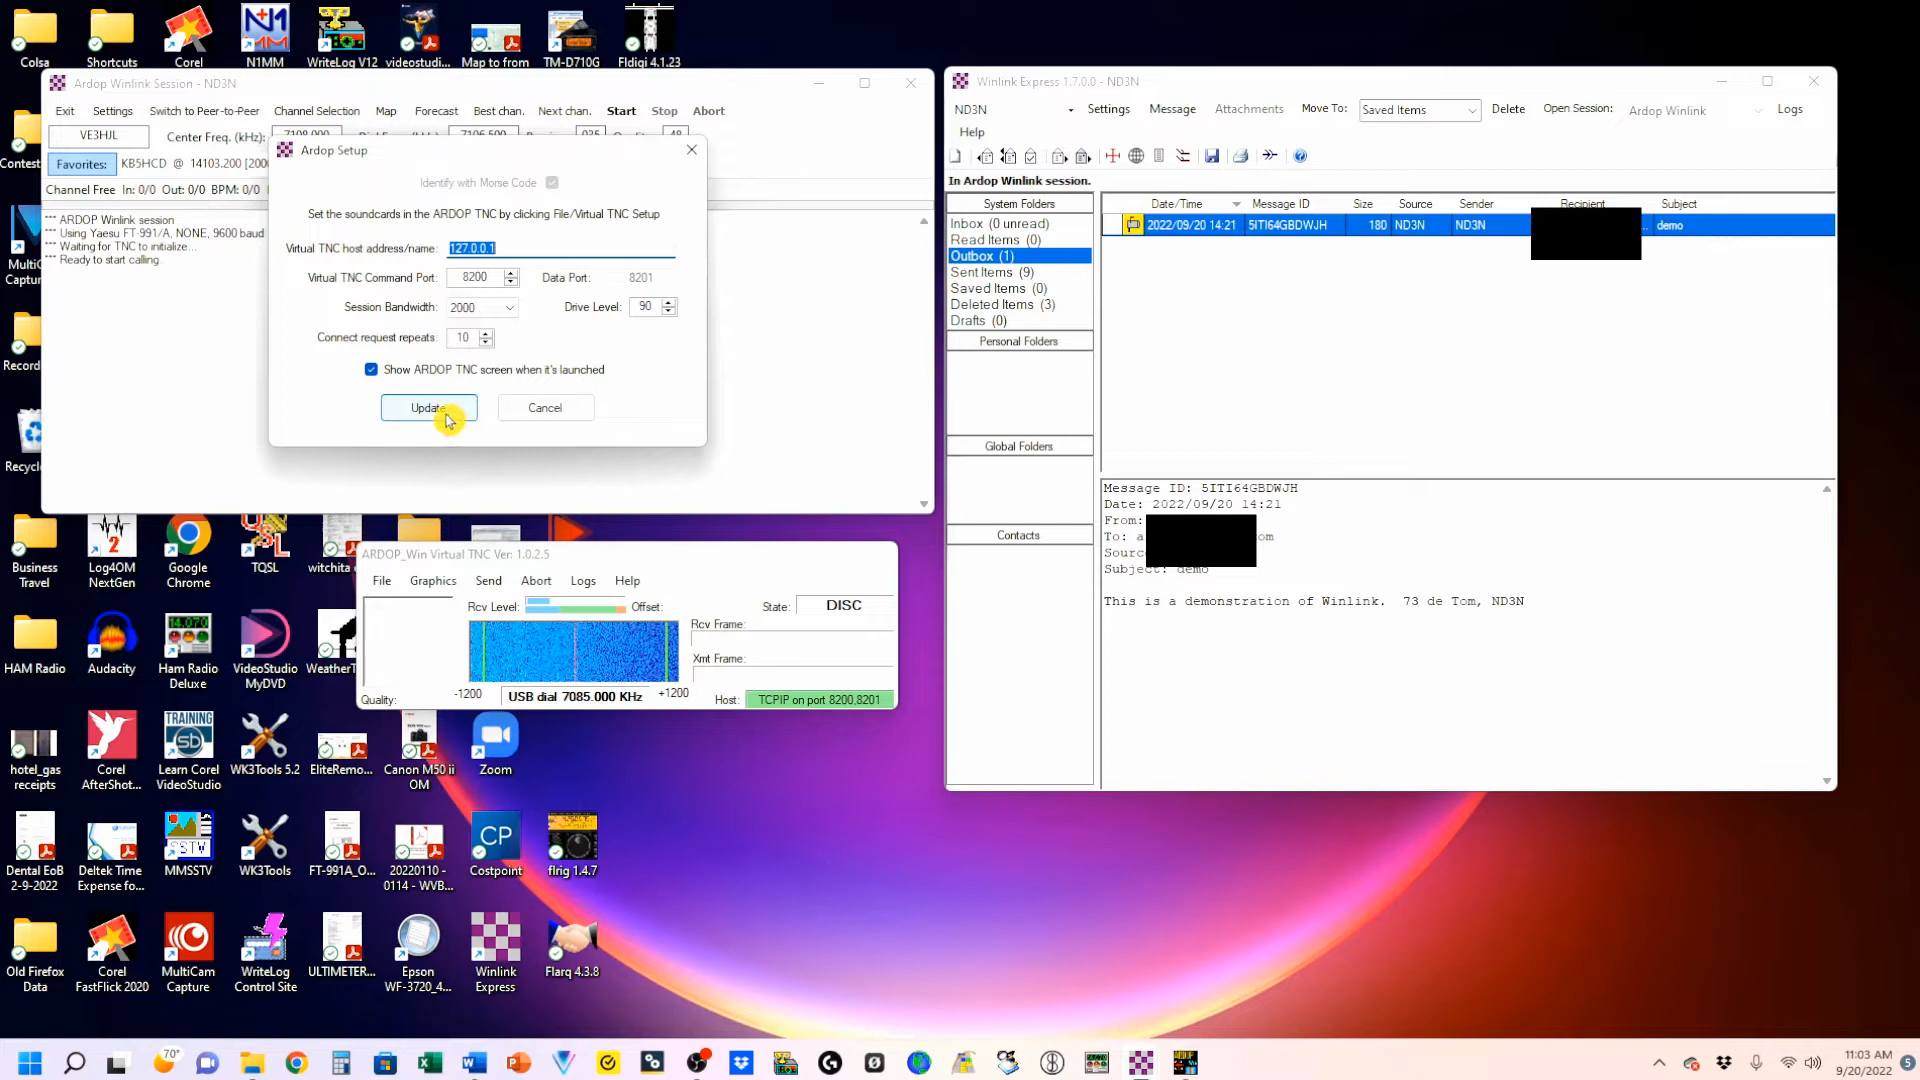 Colsa
Shortcuts
Corel
N1MM
WriteLog V12
videostudi...
Map to from
TM-D710G
Fldigi 4.1.23
Ardop Winlink Session - ND3N
Exit Settings Switch to Peer-to-Peer Channel Selection Map Forecast Best chan. Next chan. Start Stop Abort
VE3HJL Center Freq. (kHz):
Favorites: KB5HCD @ 14103.200 [2000
Channel Free In: 0/0 Out: 0/0 BPM: 0/0
*** ARDOP Winlink session
*** Using Yaesu FT-991/A, NONE, 9600 baud
*** Waiting for TNC to initialize...
*** Ready to start calling.
Ardop Setup
Identify with Morse Code
Set the soundcards in the ARDOP TNC by clicking File/Virtual TNC Setup
Virtual TNC host address/name: 127.0.0.1
Virtual TNC Command Port: 8200 Data Port: 8201
Session Bandwidth: 2000 Drive Level: 90
Connect request repeats: 10
Show ARDOP TNC screen when it's launched
Update Cancel
Winlink Express 1.7.0.0 - ND3N
ND3N Settings Message Attachments Move To: Saved Items Delete Open Session: Ardop Winlink Logs
Help
In Ardop Winlink session.
System Folders
Inbox (0 unread)
Read Items (0)
Outbox (1)
Sent Items (9)
Saved Items (0)
Deleted Items (3)
Drafts (0)
Personal Folders
Global Folders
Contacts
Date/Time Message ID Size Source Sender Recipient Subject
2022/09/20 14:21 5ITI64GBDWJH 180 ND3N ND3N ... demo
Message ID: 5ITI64GBDWJH
Date: 2022/09/20 14:21
From:
To: a om
Sourc
Subject: demo
This is a demonstration of Winlink. 73 de Tom, ND3N
ARDOP_Win Virtual TNC Ver: 1.0.2.5
File Graphics Send Abort Logs Help
Rcv Level: Offset: State: DISC
Rcv Frame:
Xmt Frame:
Quality: -1200 USB dial 7085.000 KHz +1200 Host: TCPIP on port 8200,8201
Contest
MultiC
Captur
Record
Recycle
Business
Travel
Log4OM
NextGen
Google
Chrome
TQSL
witchita e
HAM Radio
Audacity
Ham Radio
Deluxe
VideoStudio
MyDVD
WeatherT
hotel_gas
receipts
Corel
AfterShot...
TRAINING
Learn Corel
VideoStudio
WK3Tools 5.2
EliteRemo...
Canon M50 ii
OM
Zoom
Dental EoB
2-9-2022
Deltek Time
Expense fo...
SSTV
MMSSTV
WK3Tools
FT-991A_O...
20220110 -
0114 - WVB...
CP
Costpoint
flrig 1.4.7
Old Firefox
Data
Corel
FastFlick 2020
MultiCam
Capture
WriteLog
Control Site
ULTIMETER...
Epson
WF-3720_4...
Winlink
Express
Flarq 4.3.8
70°
11:03 AM
9/20/2022
5